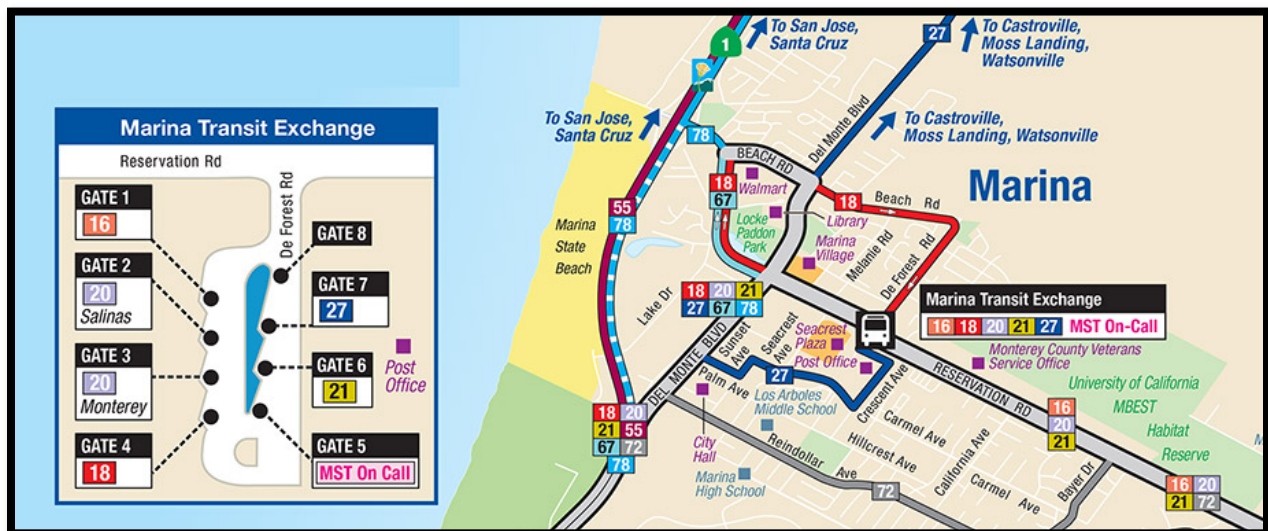 Marina Transit Exchange
Reservation Rd
De Forest Rd
GATE 1
16
GATE 2
20
Salinas
GATE 3
20
Monterey
GATE 4
18
GATE 8
GATE 7
27
GATE 6
21
GATE 5
MST On Call
Post
Office
To San Jose,
Santa Cruz
1
27
To Castroville,
Moss Landing,
Watsonville
To San Jose,
Santa Cruz
78
Del Monte Blvd
To Castroville,
Moss Landing, Watsonville
BEACH RD
Marina
18
67
Walmart
18
Beach Rd
Library
55
78
Marina
State
Beach
Locke
Paddon
Park
Marina
Village
Melanie Rd
De Forest Rd
Lake Dr
18 20 21
27 67 78
Marina Transit Exchange
16 18 20 21 27 MST On-Call
DEL MONTE BLVD
Sunset
Ave
Seacrest
Ave
Seacrest
Plaza
Post Office
Monterey County Veterans
Service Office
RESERVATION RD
Palm Ave
27
Crescent Ave
Los Arboles
Middle School
University of California
MBEST
Habitat
Reserve
16
20
21
18 20
21 55
67 72
78
City
Hall
Carmel Ave
Hillcrest Ave
Reindollar Ave
California Ave
Marina
High School
72
Carmel Ave
Bayer Dr
16 20
21 72
M